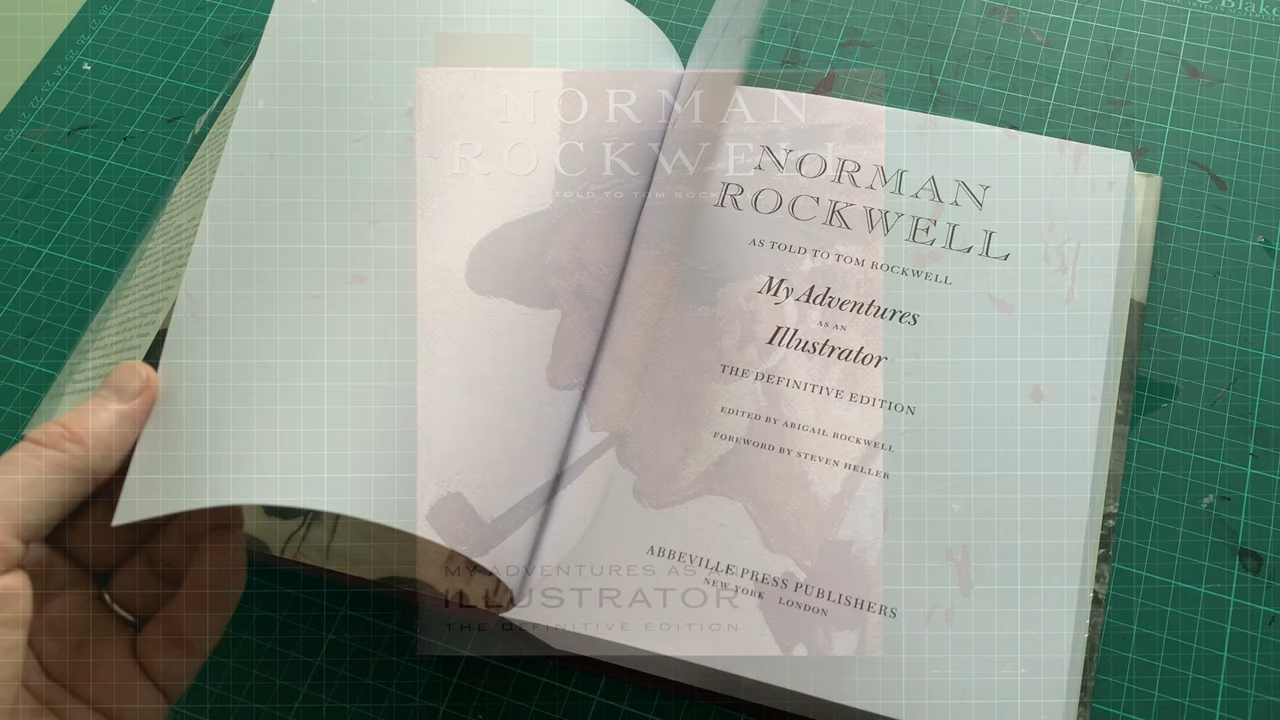 Blake
NORMAN
ROCKWELL
TOLD TO TOM ROCK
MY ADVENTURES AS AN
ILLUSTRATOR
THE DEFINITIVE EDITION
NORMAN
ROCKWELL
AS TOLD TO TOM ROCKWELL
My Adventures
AS AN
Illustrator
THE DEFINITIVE EDITION
EDITED BY ABIGAIL ROCKWELL
FOREWORD BY STEVEN HELLER
ABBEVILLE PRESS PUBLISHERS
NEW YORK LONDON